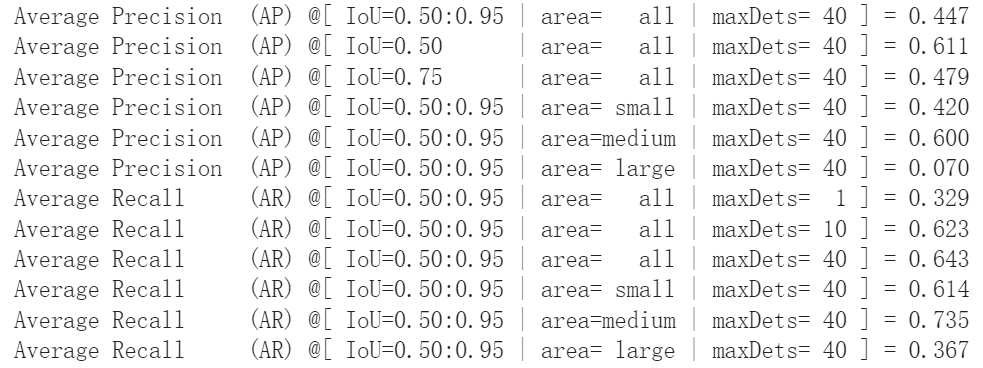 Average Precision  (AP) @[ IoU=0.50:0.95 | area=   all | maxDets= 40 ] = 0.447
Average Precision  (AP) @[ IoU=0.50      | area=   all | maxDets= 40 ] = 0.611
Average Precision  (AP) @[ IoU=0.75      | area=   all | maxDets= 40 ] = 0.479
Average Precision  (AP) @[ IoU=0.50:0.95 | area= small | maxDets= 40 ] = 0.420
Average Precision  (AP) @[ IoU=0.50:0.95 | area=medium | maxDets= 40 ] = 0.600
Average Precision  (AP) @[ IoU=0.50:0.95 | area= large | maxDets= 40 ] = 0.070
Average Recall     (AR) @[ IoU=0.50:0.95 | area=   all | maxDets=  1 ] = 0.329
Average Recall     (AR) @[ IoU=0.50:0.95 | area=   all | maxDets= 10 ] = 0.623
Average Recall     (AR) @[ IoU=0.50:0.95 | area=   all | maxDets= 40 ] = 0.643
Average Recall     (AR) @[ IoU=0.50:0.95 | area= small | maxDets= 40 ] = 0.614
Average Recall     (AR) @[ IoU=0.50:0.95 | area=medium | maxDets= 40 ] = 0.735
Average Recall     (AR) @[ IoU=0.50:0.95 | area= large | maxDets= 40 ] = 0.367